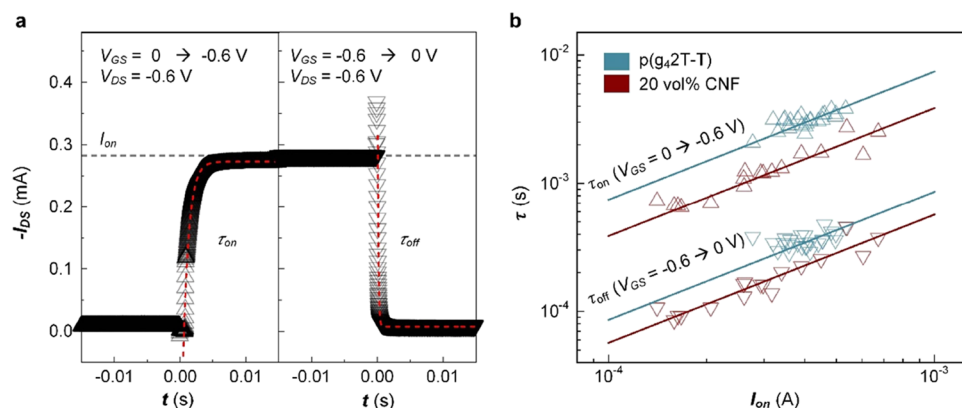 a
V_GS = 0 → -0.6 V
V_DS = -0.6 V
V_GS = -0.6 → 0 V
V_DS = -0.6 V
I_on
τ_on
τ_off
-I_DS (mA)
0.4
0.3
0.2
0.1
0.0
-0.01 0.00 0.01
-0.01 0.00 0.01
t (s)
t (s)
b
p(g₄2T-T)
20 vol% CNF
τ_on (V_GS = 0 → -0.6 V)
τ_off (V_GS = -0.6 → 0 V)
τ (s)
10⁻²
10⁻³
10⁻⁴
10⁻⁴ 10⁻³
I_on (A)